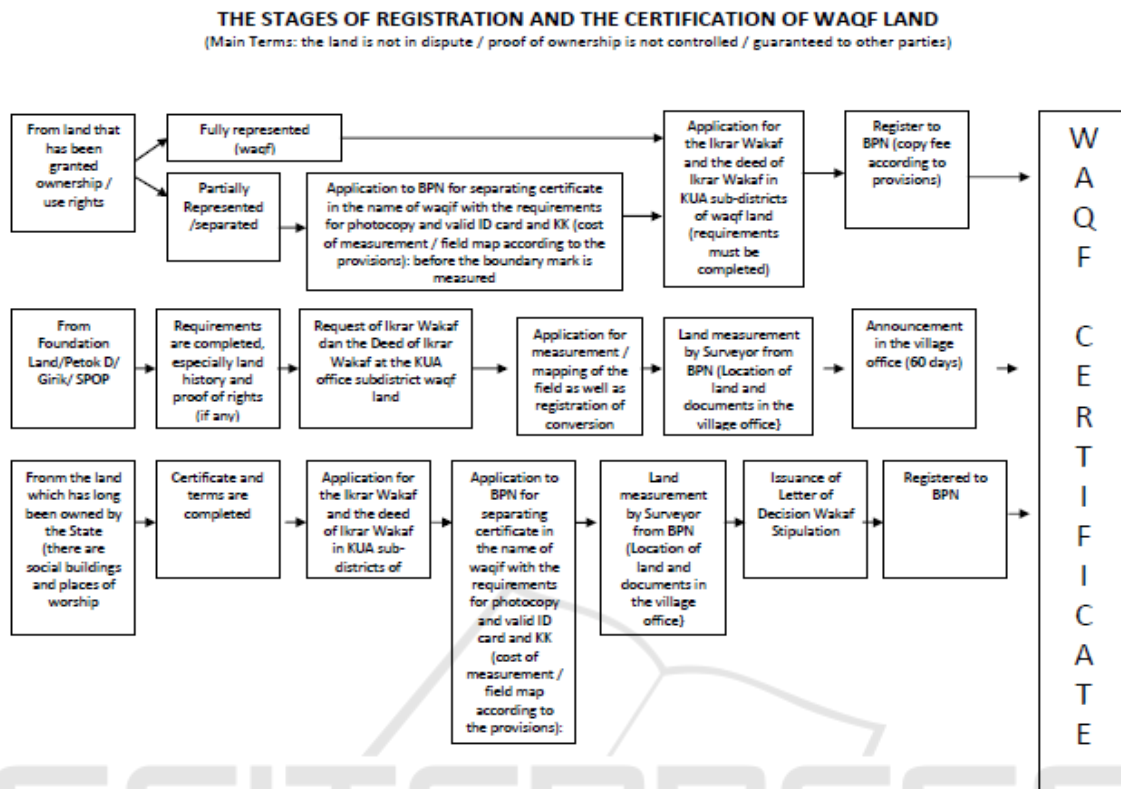 THE STAGES OF REGISTRATION AND THE CERTIFICATION OF WAQF LAND
(Main Terms: the land is not in dispute / proof of ownership is not controlled / guaranteed to other parties)
From land that
has been
granted
ownership /
use rights
Fully represented
(waqf)
Partially
Represented
/separated
Application to BPN for separating certificate
in the name of waqif with the requirements
for photocopy and valid ID card and KK (cost
of measurement / field map according to the
provisions): before the boundary mark is
measured
Application for
the Ikrar Wakaf
and the deed of
Ikrar Wakaf in
KUA sub-districts
of waqf land
(requirements
must be
completed)
Register to
BPN (copy fee
according to
provisions)
From
Foundation
Land/Petok D/
Girik/ SPOP
Requirements
are completed,
especially land
history and
proof of rights
(if any)
Request of Ikrar Wakaf
dan the Deed of Ikrar
Wakaf at the KUA
office subdistrict waqf
land
Application for
measurement /
mapping of the
field as well as
registration of
conversion
Land measurement
by Surveyor from
BPN (Location of
land and
documents in the
village office}
Announcement
in the village
office (60 days)
Fronm the land
which has long
been owned by
the State
(there are
social buildings
and places of
worship
Certificate and
terms are
completed
Application for
the Ikrar Wakaf
and the deed
of Ikrar Wakaf
in KUA sub-
districts of
Application to
BPN for
separating
certificate in
the name of
waqif with the
requirements
for photocopy
and valid ID
card and KK
(cost of
measurement /
field map
according to
the provisions):
Land
measurement
by Surveyor
from BPN
(Location of
land and
documents in
the village
office}
Issuance of
Letter of
Decision Wakaf
Stipulation
Registered to
BPN
W
A
Q
F
C
E
R
T
I
F
I
C
A
T
E